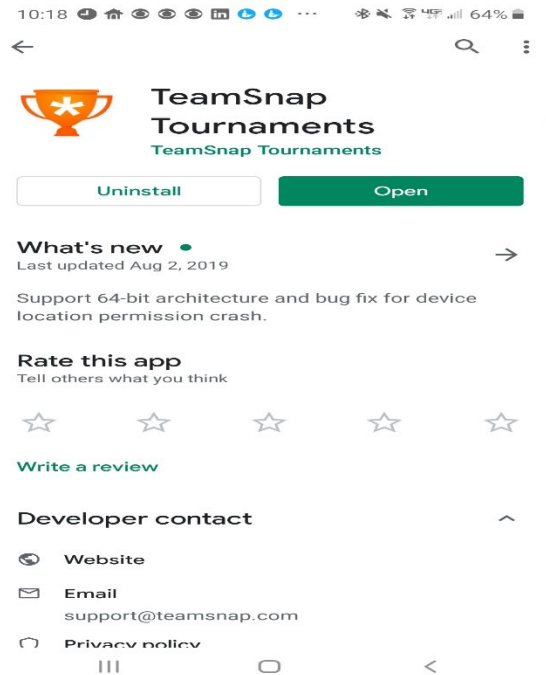 10:18 64%
TeamSnap
Tournaments
TeamSnap Tournaments
Uninstall Open
What's new
Last updated Aug 2, 2019
Support 64-bit architecture and bug fix for device
location permission crash.
Rate this app
Tell others what you think
Write a review
Developer contact
Website
Email
support@teamsnap.com
Privacy policy